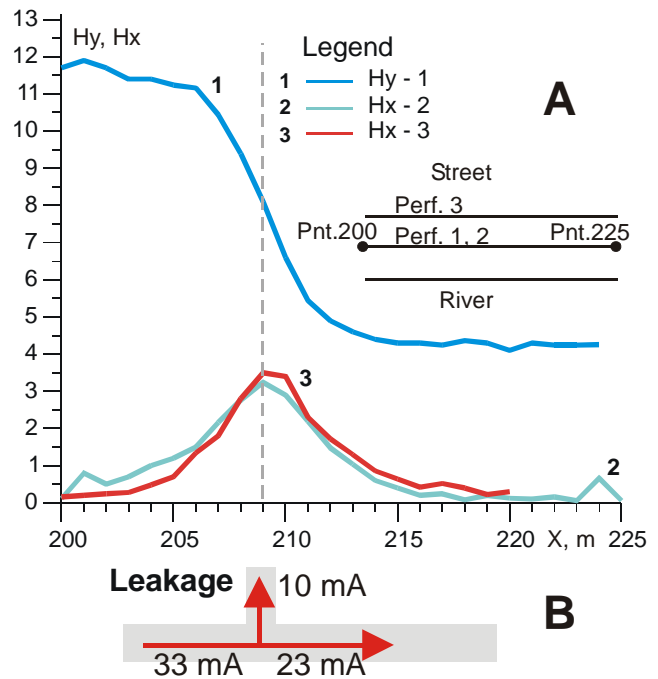 13
12
11
10
9
8
7
6
5
4
3
2
1
0
Hy, Hx
1
Legend
1 Hy - 1
2 Hx - 2
3 Hx - 3
A
Street
Perf. 3
Pnt.200 Perf. 1, 2 Pnt.225
River
3
2
200 205 210 215 220 X, m 225
Leakage 10 mA
B
33 mA 23 mA